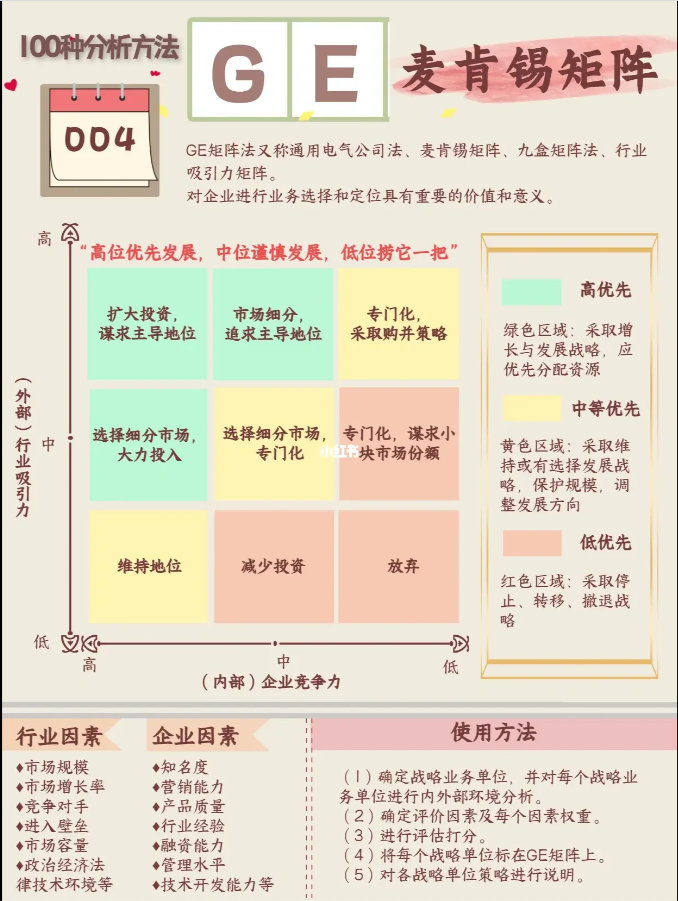 100种分析方法
GE
麦肯锡矩阵
004
GE矩阵法又称通用电气公司法、麦肯锡矩阵、九盒矩阵法、行业
吸引力矩阵。
对企业进行业务选择和定位具有重要的价值和意义。
高
“高位优先发展，中位谨慎发展，低位捞它一把”
扩大投资，
谋求主导地位
市场细分，
追求主导地位
专门化，
采取购并策略
（外部）行业吸引力
中
选择细分市场，
大力投入
选择细分市场，
专门化
专门化，谋求小
块市场份额
小红书
维持地位
减少投资
放弃
低
高
中
低
（内部）企业竞争力
高优先
绿色区域：采取增
长与发展战略，应
优先分配资源
中等优先
黄色区域：采取维
持或有选择发展战
略，保护规模，调
整发展方向
低优先
红色区域：采取停
止、转移、撤退战
略
行业因素
♦市场规模
♦市场增长率
♦竞争对手
♦进入壁垒
♦市场容量
♦政治经济法
律技术环境等
企业因素
♦知名度
♦营销能力
♦产品质量
♦行业经验
♦融资能力
♦管理水平
♦技术开发能力等
使用方法
（1）确定战略业务单位，并对每个战略业
务单位进行内外部环境分析。
（2）确定评价因素及每个因素权重。
（3）进行评估打分。
（4）将每个战略单位标在GE矩阵上。
（5）对各战略单位策略进行说明。